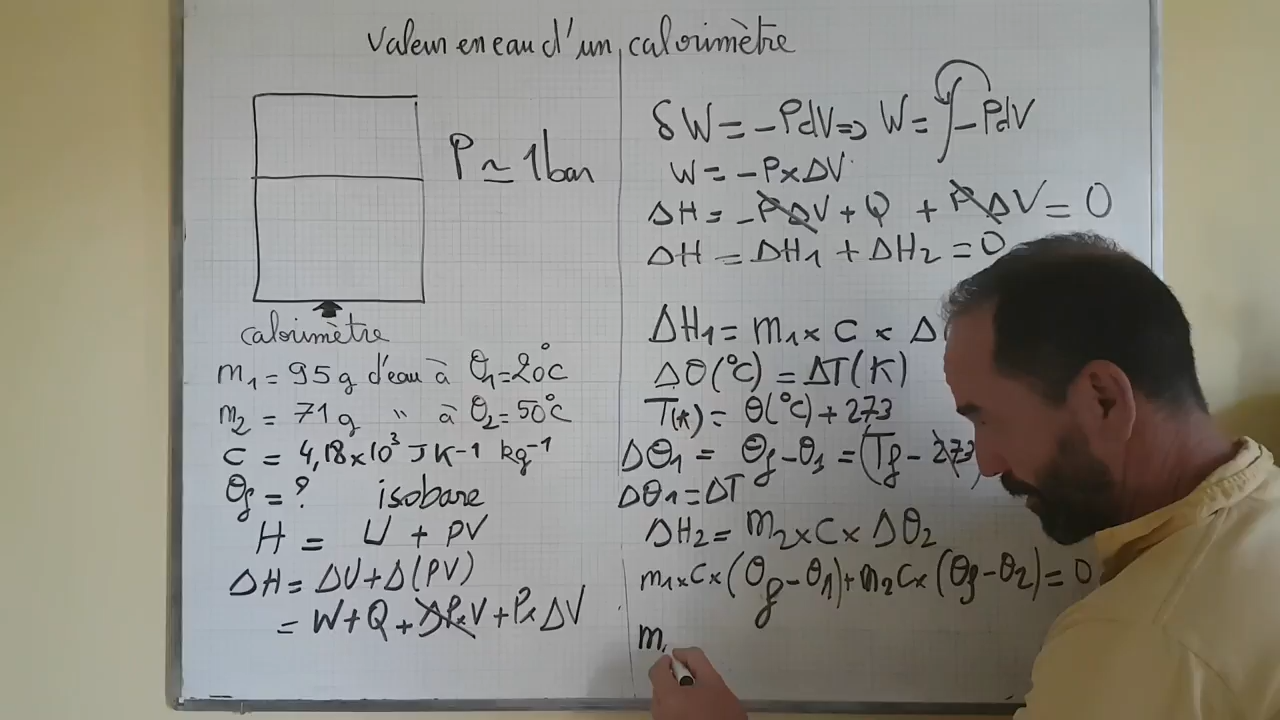 Valeur en eau d'un calorimètre
P ≃ 1 bar
calorimètre
m1 = 95 g d'eau à θ1 = 20°C
m2 = 71 g " à θ2 = 50°C
c = 4,18 × 10³ J K-1 kg⁻¹
θf = ? isobare
H = U + PV
ΔH = ΔU + Δ(PV)
= W + Q + ΔP×V + P×ΔV
δW = -PdV => W = ∫-PdV
W = -P×ΔV
ΔH = -PΔV + Q + PΔV = 0
ΔH = ΔH1 + ΔH2 = 0
ΔH1 = m1 × c × Δ
Δθ(°C) = ΔT(K)
T(K) = θ(°C) + 273
Δθ1 = θf - θ1 = (Tf - 273
Δθ1 = ΔT
ΔH2 = m2 × c × Δθ2
m1×c×(θf - θ1) + m2 c×(θf - θ2) = 0
m